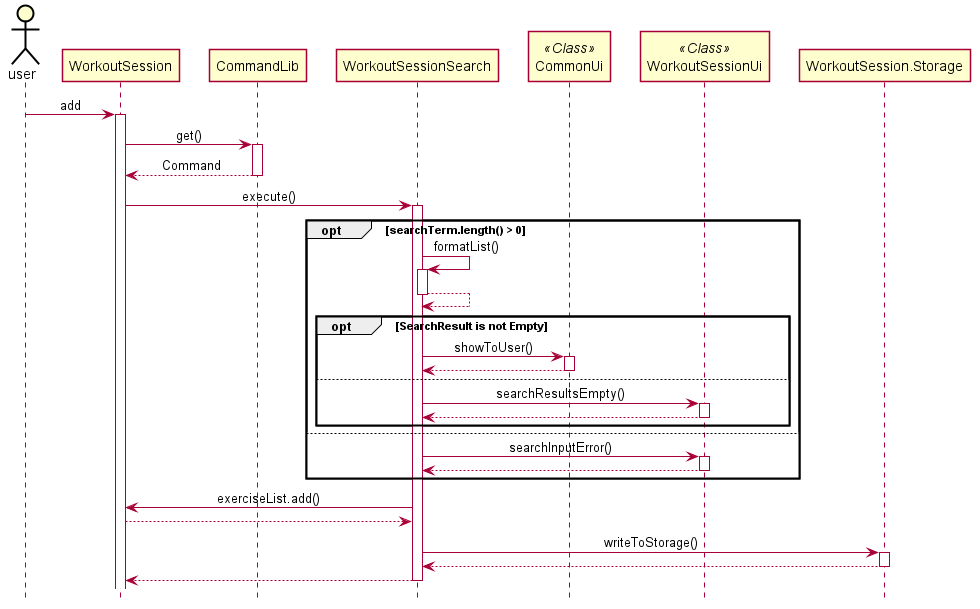 user
WorkoutSession
CommandLib
WorkoutSessionSearch
«Class»
CommonUi
«Class»
WorkoutSessionUi
WorkoutSession.Storage
add
get()
Command
execute()
opt [searchTerm.length() > 0]
formatList()
opt [SearchResult is not Empty]
showToUser()
searchResultsEmpty()
searchInputError()
exerciseList.add()
writeToStorage()